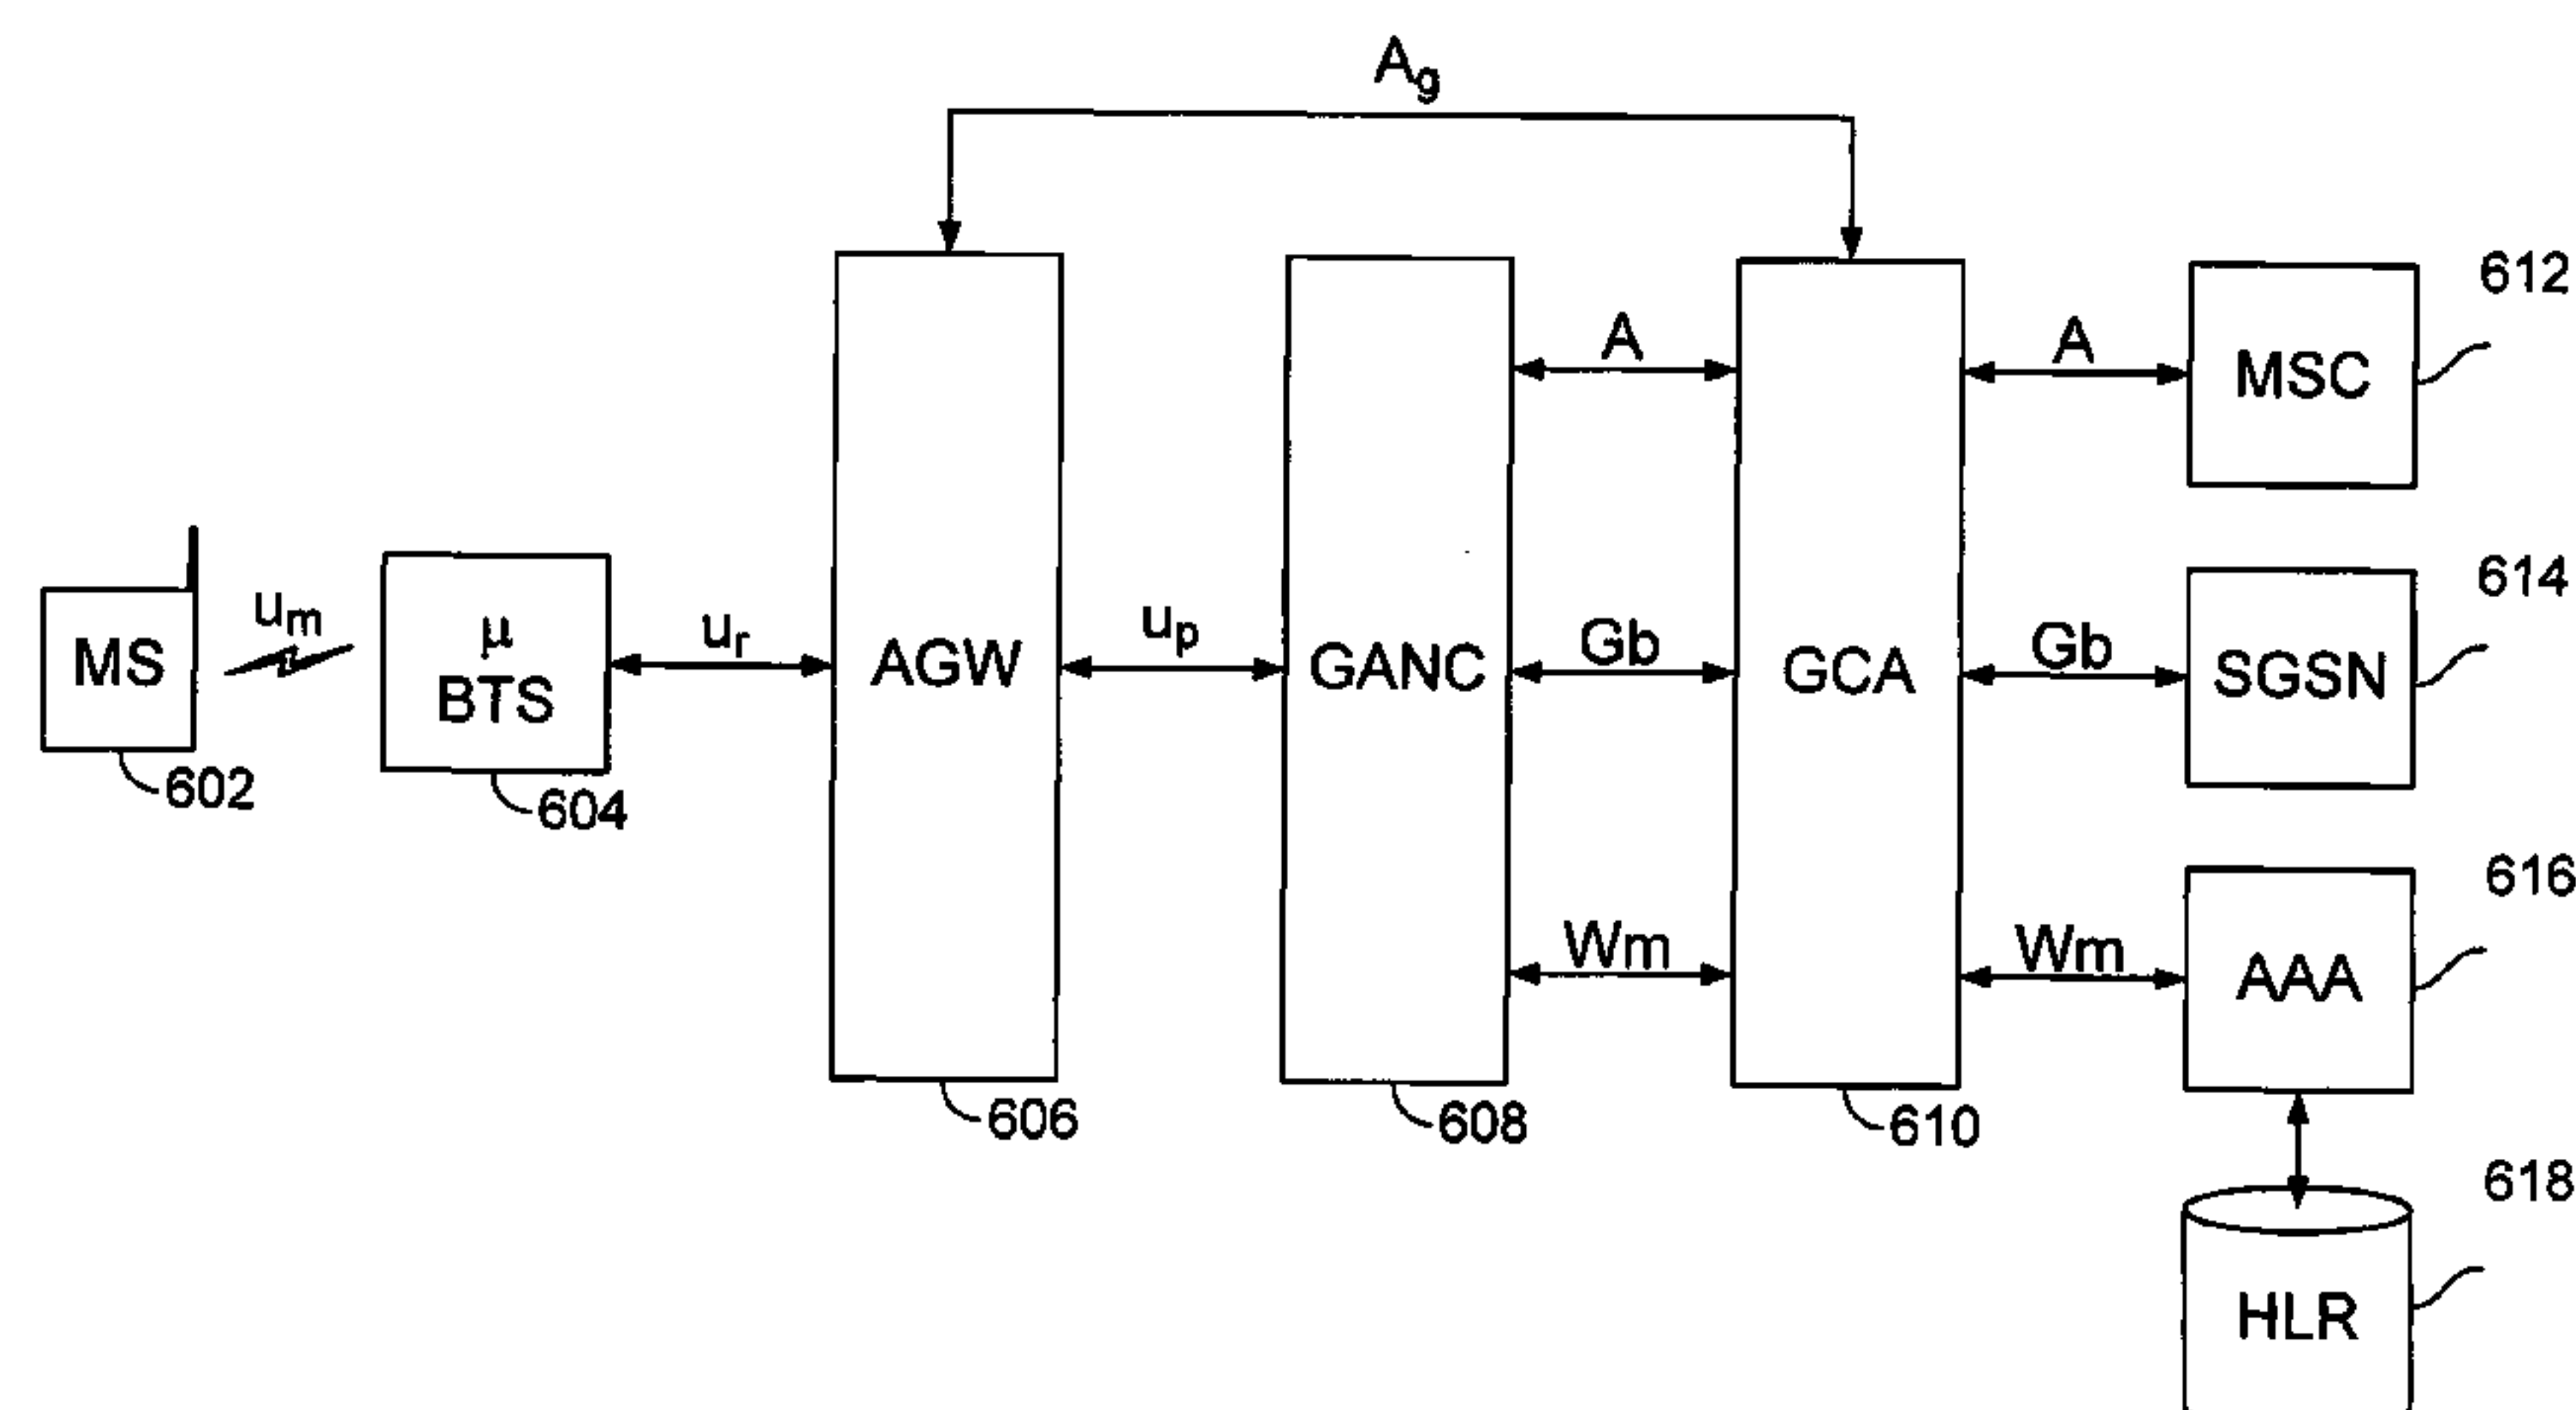 Ag
612
A
A
MSC
614
um
μ
BTS
ur
up
Gb
Gb
MS
AGW
GANC
GCA
SGSN
602
604
616
Wm
Wm
AAA
606
608
610
618
HLR